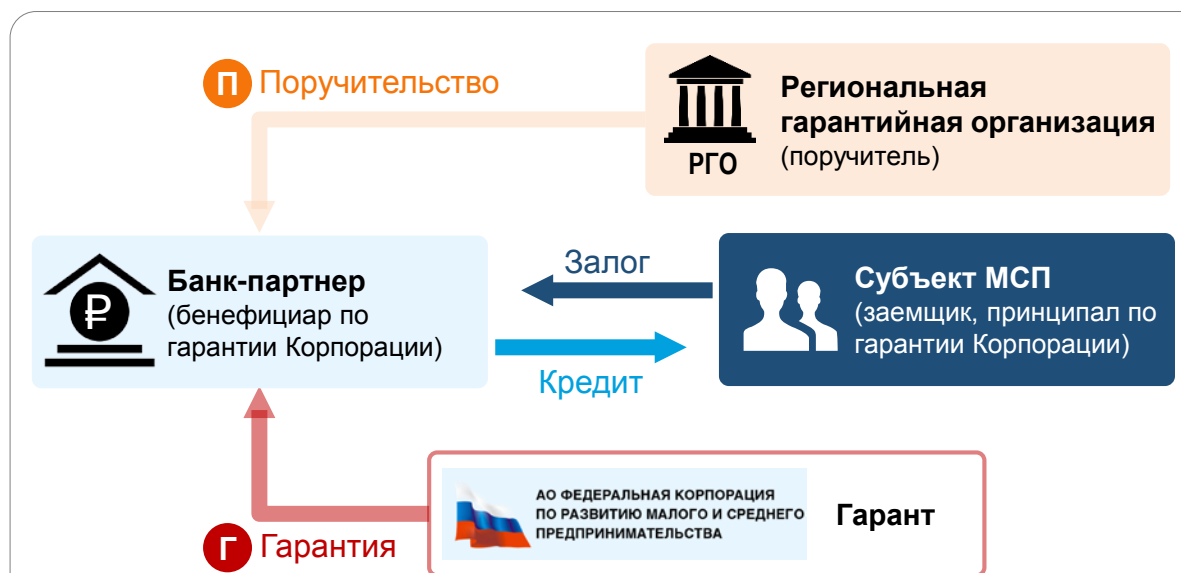 П Поручительство
Региональная
гарантийная организация
(поручитель)
РГО
Банк-партнер
(бенефициар по
гарантии Корпорации)
₽
Залог
Кредит
Субъект МСП
(заемщик, принципал по
гарантии Корпорации)
АО ФЕДЕРАЛЬНАЯ КОРПОРАЦИЯ
ПО РАЗВИТИЮ МАЛОГО И СРЕДНЕГО
ПРЕДПРИНИМАТЕЛЬСТВА
Гарант
Г Гарантия